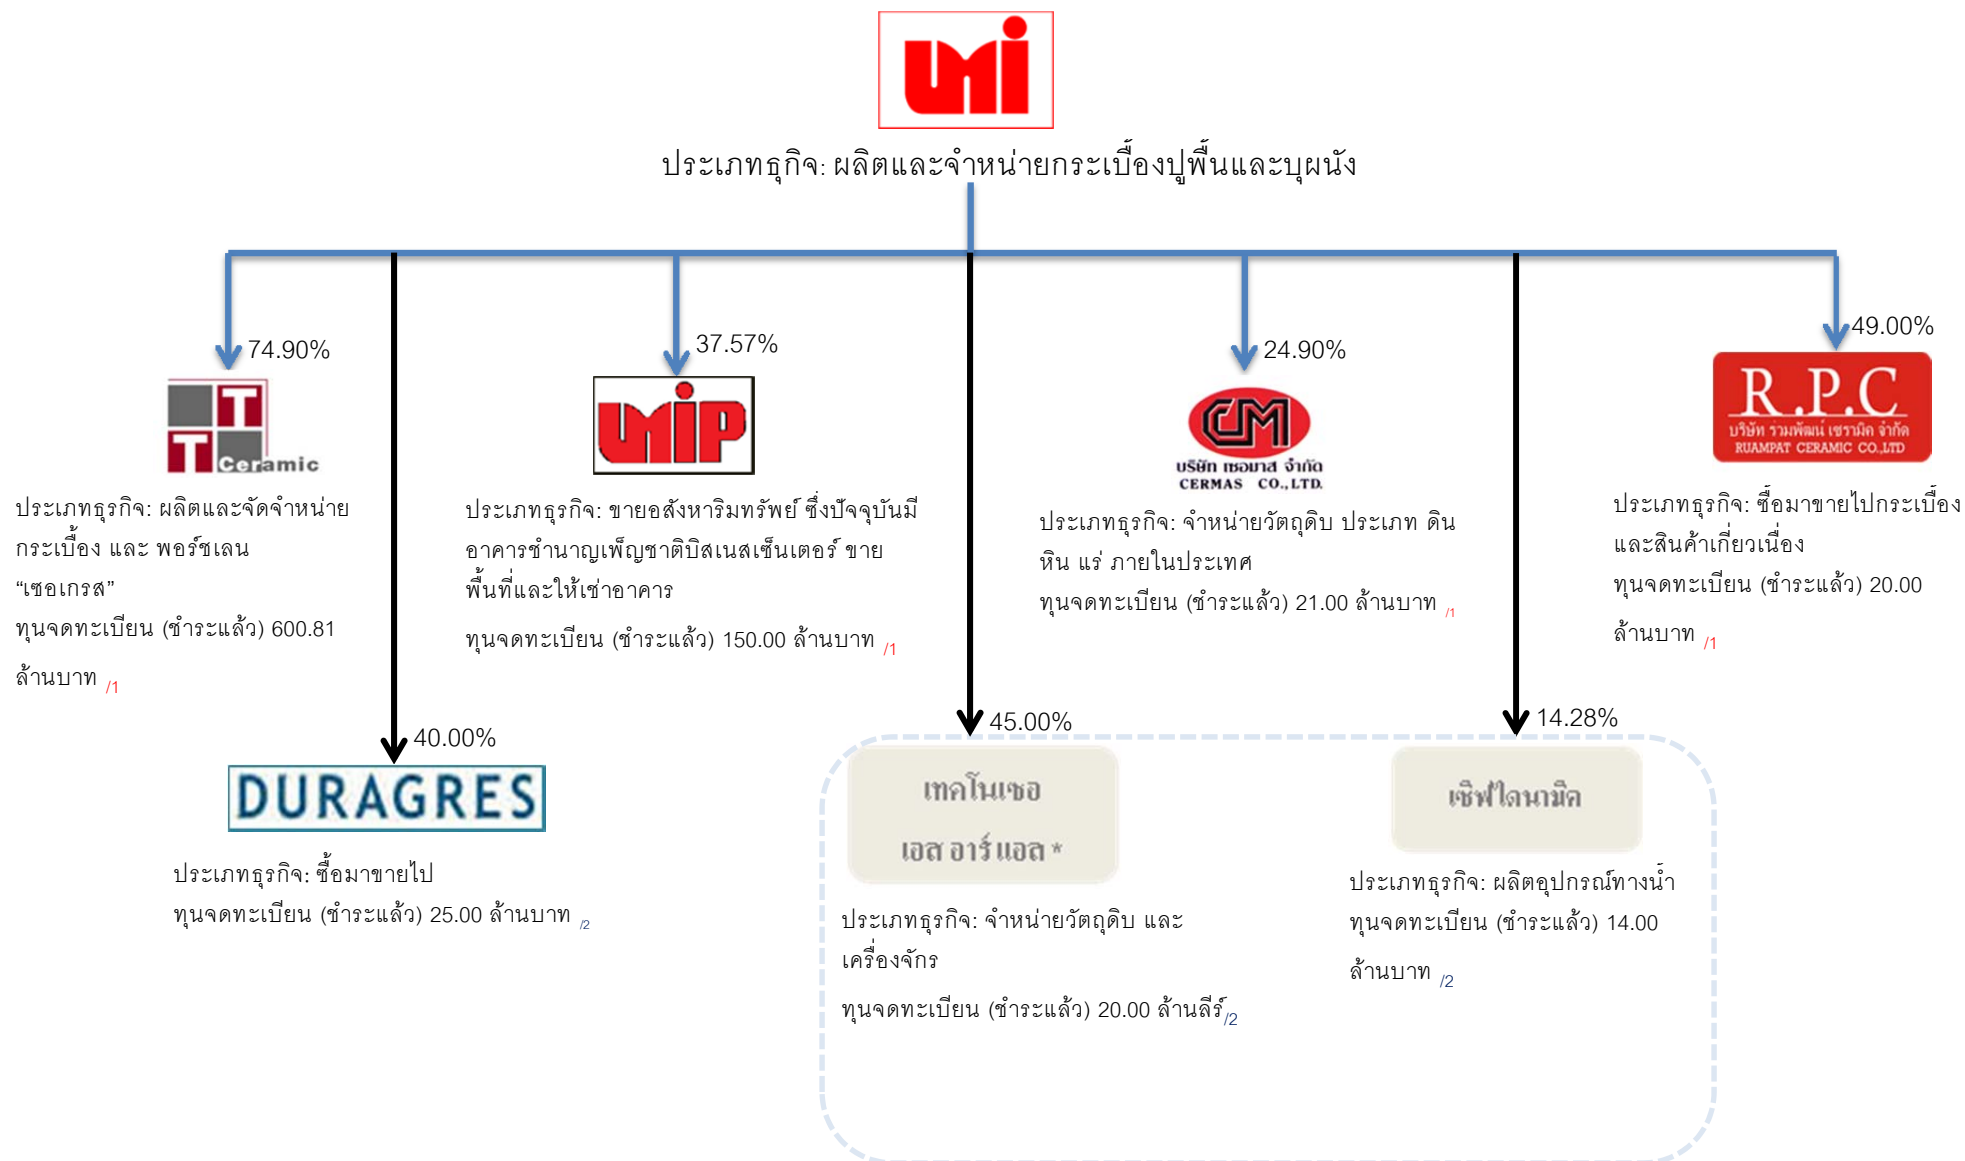 UMI
ประเภทธุกิจ: ผลิตและจำหน่ายกระเบื้องปูพื้นและบุผนัง
74.90%
37.57%
24.90%
49.00%
T
T Ceramic
UMIP
CM
บริษัท เซอมาส จำกัด
CERMAS CO.,LTD.
R.P.C
บริษัท รวมพัฒน์ เซรามิค จำกัด
RUAMPAT CERAMIC CO.,LTD
ประเภทธุรกิจ: ผลิตและจัดจำหน่าย
กระเบื้อง และ พอร์ชเลน
“เซอเกรส”
ทุนจดทะเบียน (ชำระแล้ว) 600.81
ล้านบาท /1
ประเภทธุรกิจ: ขายอสังหาริมทรัพย์ ซึ่งปัจจุบันมี
อาคารชำนาญเพ็ญชาติบิสเนสเซ็นเตอร์ ขาย
พื้นที่และให้เช่าอาคาร
ทุนจดทะเบียน (ชำระแล้ว) 150.00 ล้านบาท /1
ประเภทธุรกิจ: จำหน่ายวัตถุดิบ ประเภท ดิน
หิน แร่ ภายในประเทศ
ทุนจดทะเบียน (ชำระแล้ว) 21.00 ล้านบาท /1
ประเภทธุรกิจ: ซื้อมาขายไปกระเบื้อง
และสินค้าเกี่ยวเนื่อง
ทุนจดทะเบียน (ชำระแล้ว) 20.00
ล้านบาท /1
40.00%
45.00%
14.28%
DURAGRES
ประเภทธุรกิจ: ซื้อมาขายไป
ทุนจดทะเบียน (ชำระแล้ว) 25.00 ล้านบาท /2
เทคโนเซอ
เอส อาร์ แอล *
ประเภทธุรกิจ: จำหน่ายวัตถุดิบ และ
เครื่องจักร
ทุนจดทะเบียน (ชำระแล้ว) 20.00 ล้านลีร์/2
เซิฟไดนามิค
ประเภทธุรกิจ: ผลิตอุปกรณ์ทางน้ำ
ทุนจดทะเบียน (ชำระแล้ว) 14.00
ล้านบาท /2